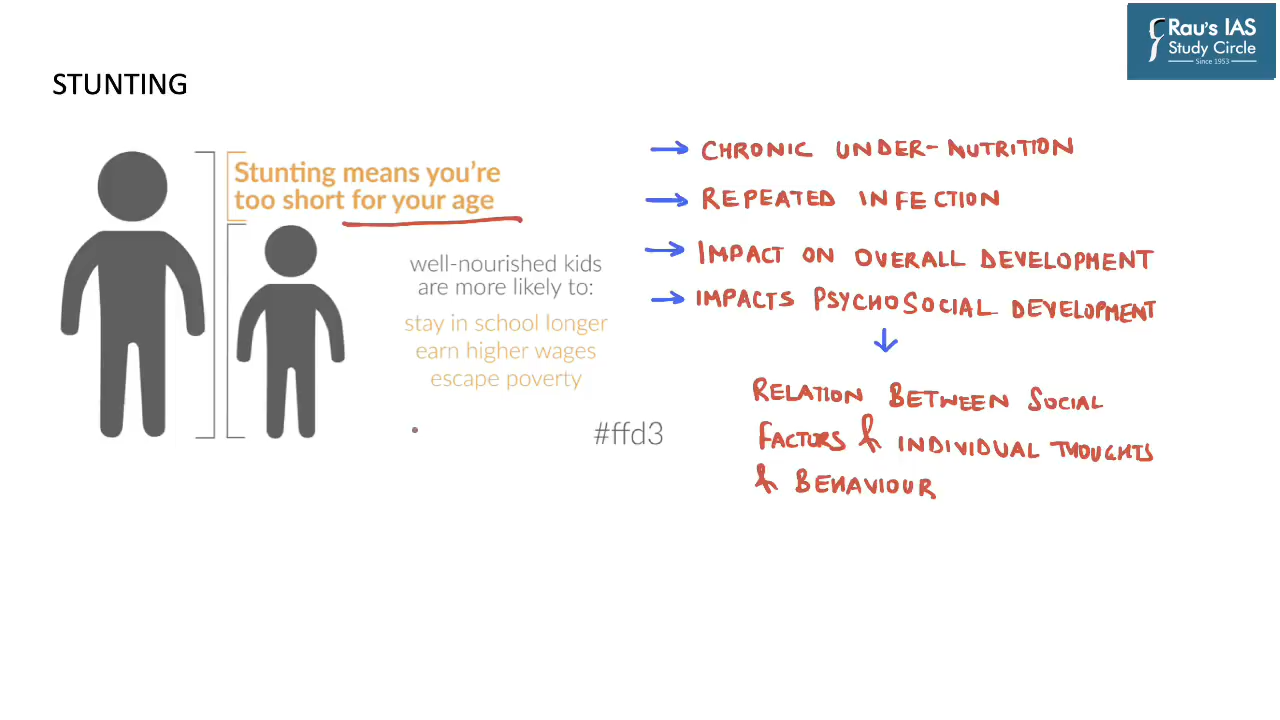 Rau's IAS
Study Circle
Since 1953
STUNTING
Stunting means you're
too short for your age
well-nourished kids
are more likely to:
stay in school longer
earn higher wages
escape poverty
#ffd3
→ CHRONIC UNDER-NUTRITION
→ REPEATED INFECTION
→ IMPACT ON OVERALL DEVELOPMENT
→ IMPACTS PSYCHOSOCIAL DEVELOPMENT
↓
RELATION BETWEEN SOCIAL
FACTORS & INDIVIDUAL THOUGHTS
& BEHAVIOUR